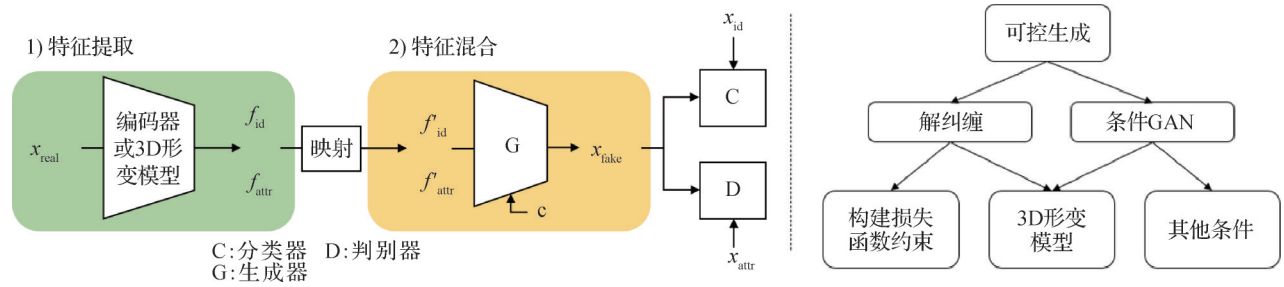 1) 特征提取
x_real
编码器
或3D形
变模型
f_id
f_attr
映射
2) 特征混合
f'_id
f'_attr
G
c
x_fake
x_id
C
D
x_attr
C:分类器 D:判别器
G:生成器
可控生成
解纠缠
条件GAN
构建损失
函数约束
3D形变
模型
其他条件